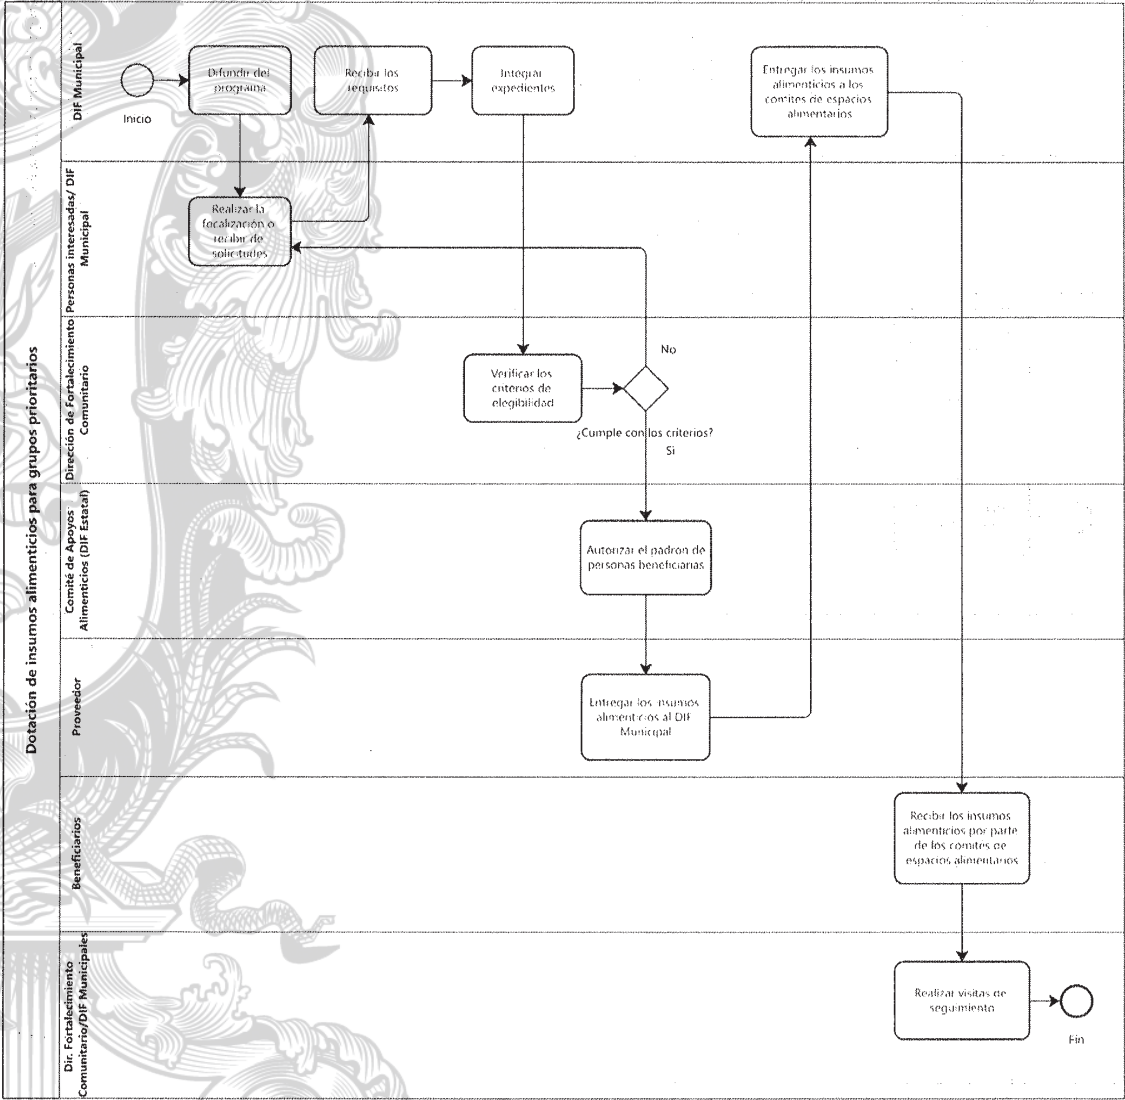 Dotación de insumos alimenticios para grupos prioritarios
DIF Municipal
Inicio
Difundir del
programa
Recibir los
requisitos
Integrar
expedientes
Entregar los insumos
alimenticios a los
comites de espacios
alimentarios
Personas interesadas/ DIF
Municipal
Realizar la
focalización o
recibir de
solicitudes
Dirección de Fortalecimiento
Comunitario
Verificar los
criterios de
elegibilidad
No
¿Cumple con los criterios?
Si
Comité de Apoyos
Alimenticios (DIF Estatal)
Autorizar el padron de
personas beneficiarias
Proveedor
Entregar los insumos
alimenticios al DIF
Municipal
Beneficiarios
Recibir los insumos
alimenticios por parte
de los comites de
espacios alimentarios
Dir. Fortalecimiento
Comunitario/DIF Municipales
Realizar visitas de
seguimiento
Fin